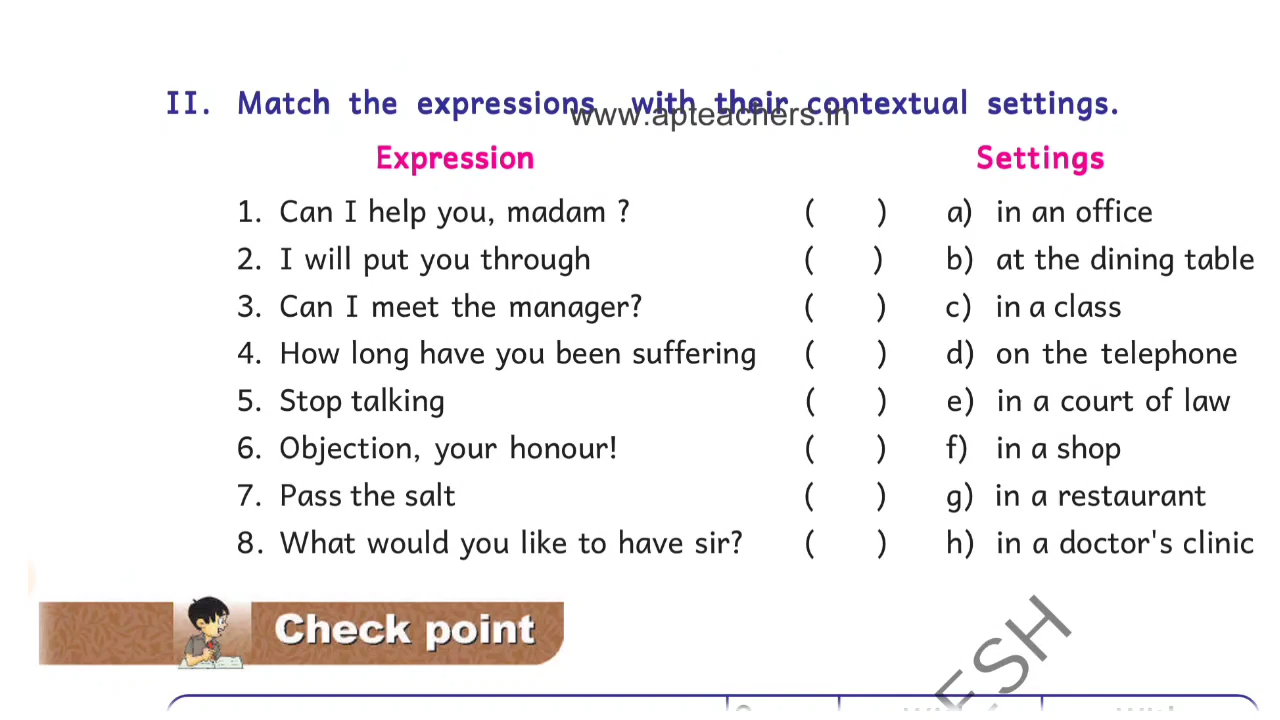 II. Match the expressions with their contextual settings.
www.apteachers.in
Expression Settings
1. Can I help you, madam ? ( ) a) in an office
2. I will put you through ( ) b) at the dining table
3. Can I meet the manager? ( ) c) in a class
4. How long have you been suffering ( ) d) on the telephone
5. Stop talking ( ) e) in a court of law
6. Objection, your honour! ( ) f) in a shop
7. Pass the salt ( ) g) in a restaurant
8. What would you like to have sir? ( ) h) in a doctor's clinic
Check point
ESH